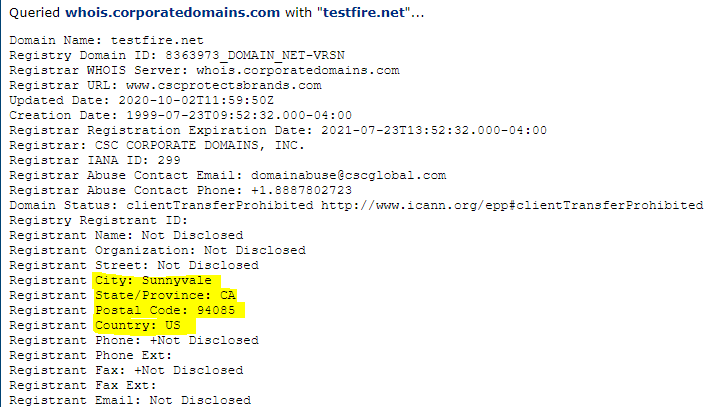 Queried whois.corporatedomains.com with "testfire.net"...
Domain Name: testfire.net
Registry Domain ID: 8363973_DOMAIN_NET-VRSN
Registrar WHOIS Server: whois.corporatedomains.com
Registrar URL: www.cscprotectsbrands.com
Updated Date: 2020-10-02T11:59:50Z
Creation Date: 1999-07-23T09:52:32.000-04:00
Registrar Registration Expiration Date: 2021-07-23T13:52:32.000-04:00
Registrar: CSC CORPORATE DOMAINS, INC.
Registrar IANA ID: 299
Registrar Abuse Contact Email: domainabuse@cscglobal.com
Registrar Abuse Contact Phone: +1.8887802723
Domain Status: clientTransferProhibited http://www.icann.org/epp#clientTransferProhibited
Registry Registrant ID:
Registrant Name: Not Disclosed
Registrant Organization: Not Disclosed
Registrant Street: Not Disclosed
Registrant City: Sunnyvale
Registrant State/Province: CA
Registrant Postal Code: 94085
Registrant Country: US
Registrant Phone: +Not Disclosed
Registrant Phone Ext:
Registrant Fax: +Not Disclosed
Registrant Fax Ext:
Registrant Email: Not Disclosed